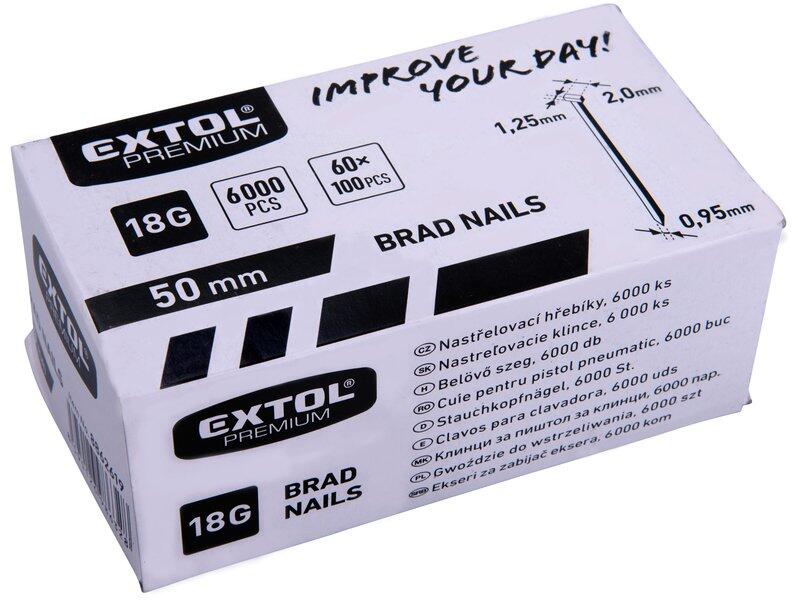 IMPROVE
YOUR DAY!
EXTOL®
PREMIUM
18G
6000
PCS
60×
100PCS
2,0mm
1,25mm
0,95mm
BRAD NAILS
50 mm
EXTOL®
PREMIUM
18G
BRAD
NAILS
CZ Nastřelovací hřebíky, 6000 ks
SK Nastreľovacie klince, 6 000 ks
H Belövő szeg, 6000 db
RO Cuie pentru pistol pneumatic, 6000 buc
D Stauchkopfnägel, 6000 St.
E Clavos para clavadora, 6000 uds
MK Клинци за пиштол за клинци, 6000 пар.
PL Gwoździe do wstrzeliwania, 6000 szt
SRB Ekseri za zabijač eksera, 6000 kom
8862619